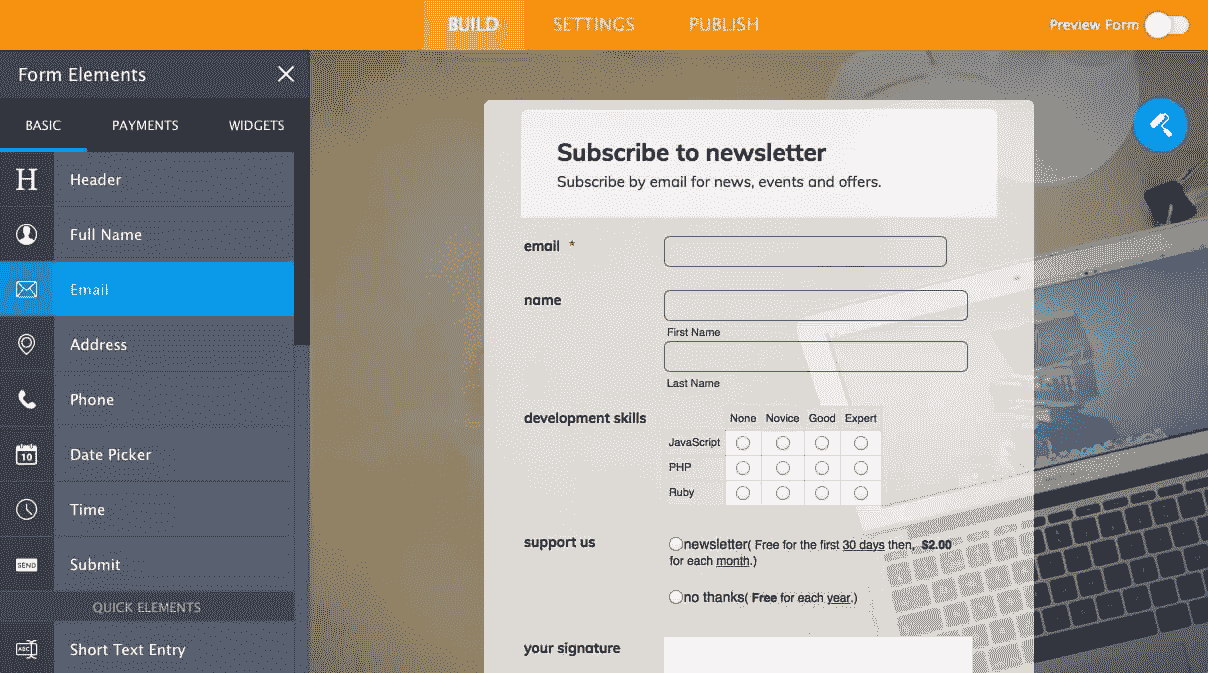 BUILD
SETTINGS
PUBLISH
Preview Form
Form Elements
BASIC
PAYMENTS
WIDGETS
H
Header
Full Name
Email
Address
Phone
10
Date Picker
Time
SEND
Submit
QUICK ELEMENTS
ABC
Short Text Entry
Subscribe to newsletter
Subscribe by email for news, events and offers.
email *
name
First Name
Last Name
development skills
None Novice Good Expert
JavaScript
PHP
Ruby
support us
newsletter( Free for the first 30 days then, $2.00
for each month.)
no thanks( Free for each year.)
your signature